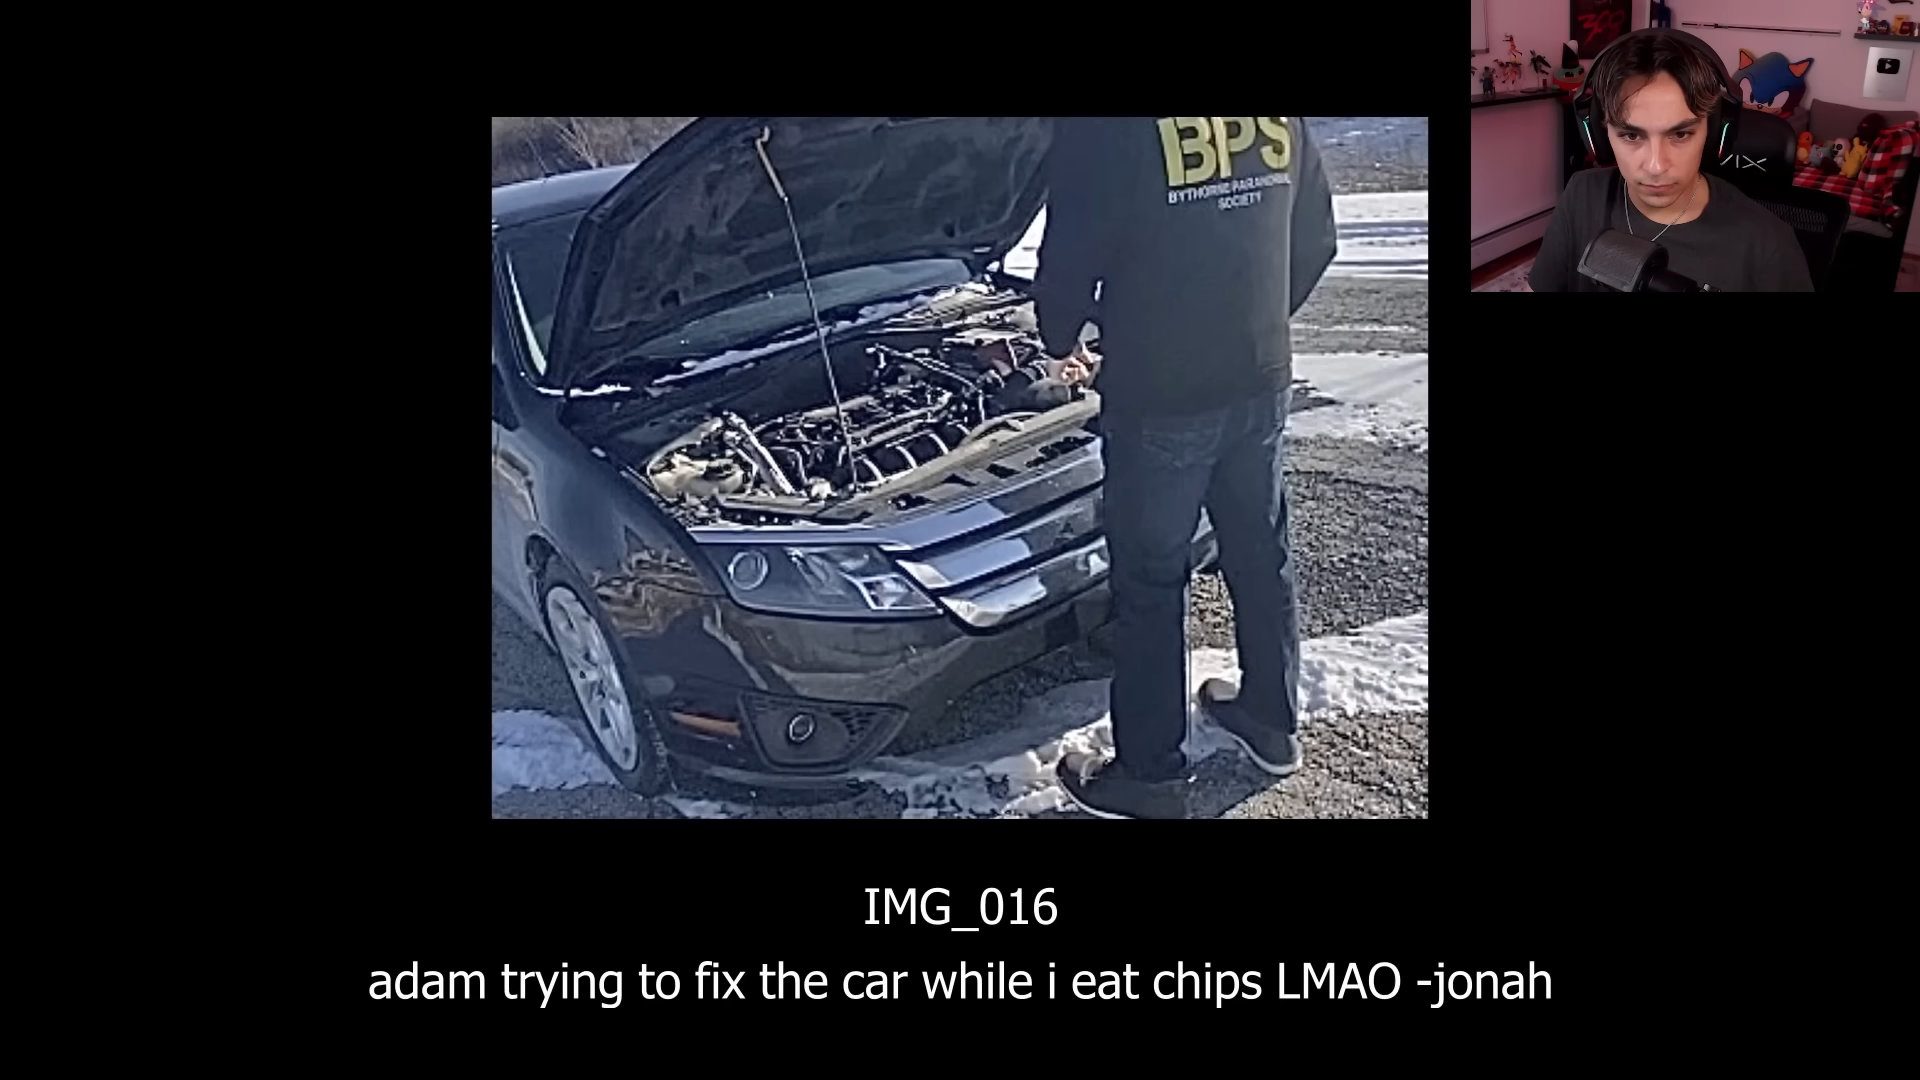 BPS
BYTHORNE PARANORMAL
SOCIETY
IMG_016
adam trying to fix the car while i eat chips LMAO -jonah